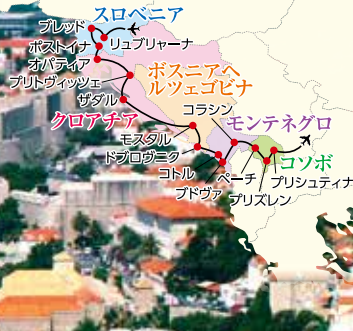 スロベニア
ブレッド
リュブリャーナ
ポストイナ
オパティア
プリトヴィッツェ
ザダル
ボスニアヘ
ルツェゴビナ
クロアチア
コラシン
モンテネグロ
モスタル
ドブロヴニク
コトル
ブドヴァ
ペーチ
コソボ
プリシュティナ
プリズレン